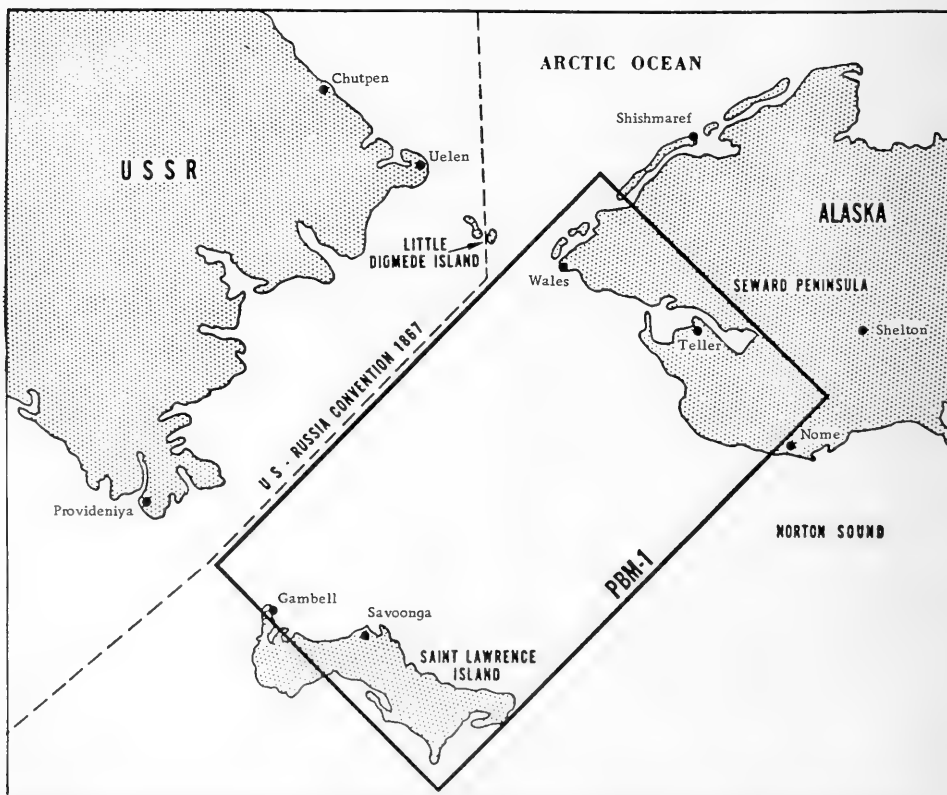 ARCTIC OCEAN
Chutpen
Shishmaref
Uelen
USSR
ALASKA
LITTLE
DIGMEDE ISLAND
Wales
SEWARD PENINSULA
Teller
Shelton
U S - RUSSIA CONVENTION 1867
Nome
Provideniya
NORTON SOUND
PBM-1
Gambell
Savoonga
SAINT LAWRENCE
ISLAND